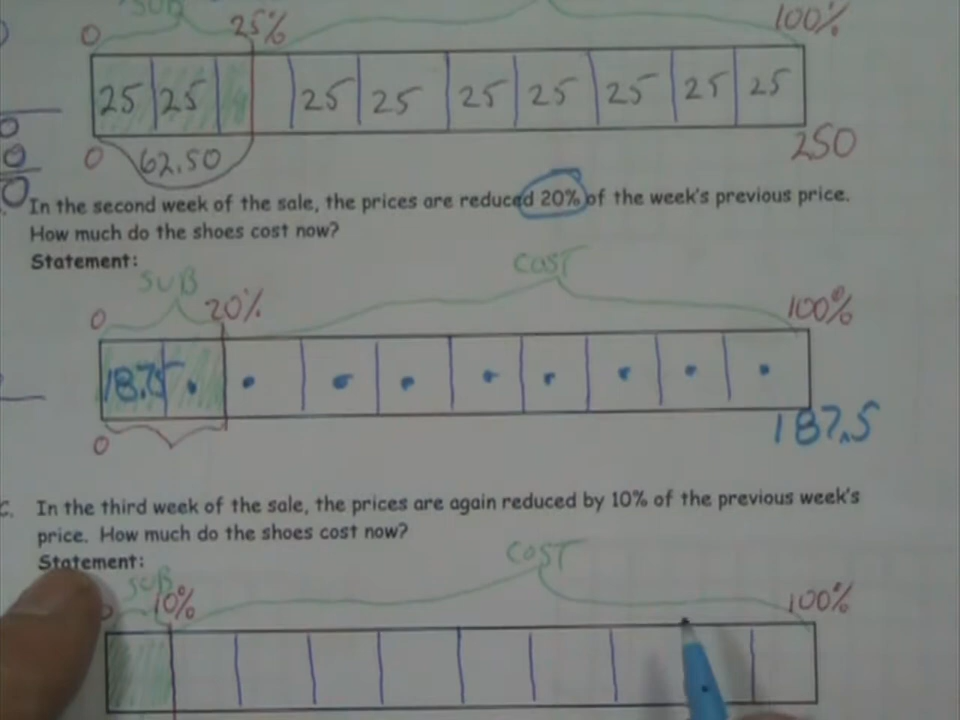 SUB
0 25% 100%
25 25 25 25 25 25 25 25 25
0 62.50 250
0
0
0
In the second week of the sale, the prices are reduced 20% of the week's previous price.
How much do the shoes cost now?
Statement:
SUB COST
0 20% 100%
18.75
0 187.5
C. In the third week of the sale, the prices are again reduced by 10% of the previous week's
price. How much do the shoes cost now?
Statement:
SUB COST
10% 100%